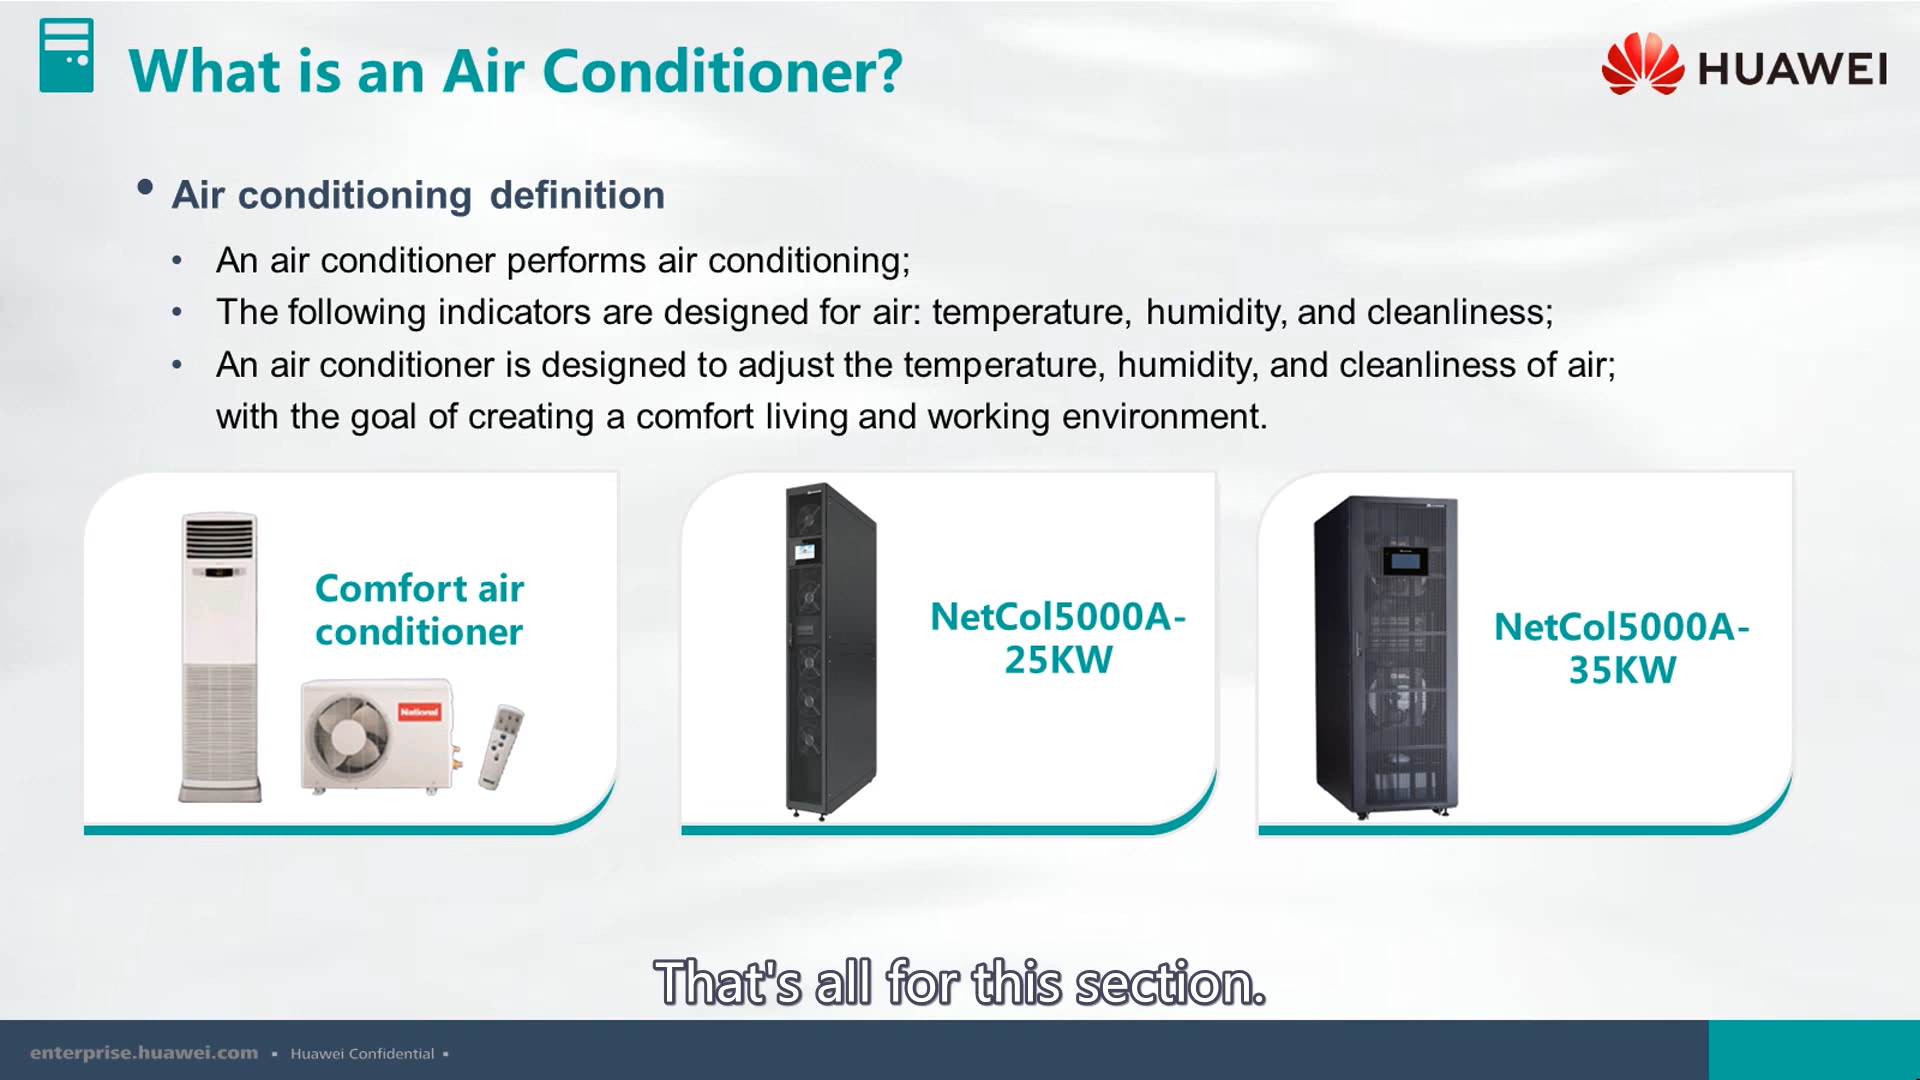 What is an Air Conditioner?
HUAWEI
• Air conditioning definition
• An air conditioner performs air conditioning;
• The following indicators are designed for air: temperature, humidity, and cleanliness;
• An air conditioner is designed to adjust the temperature, humidity, and cleanliness of air;
with the goal of creating a comfort living and working environment.
Comfort air
conditioner
National
NetCol5000A-
25KW
NetCol5000A-
35KW
That's all for this section.
enterprise.huawei.com ▪ Huawei Confidential ▪